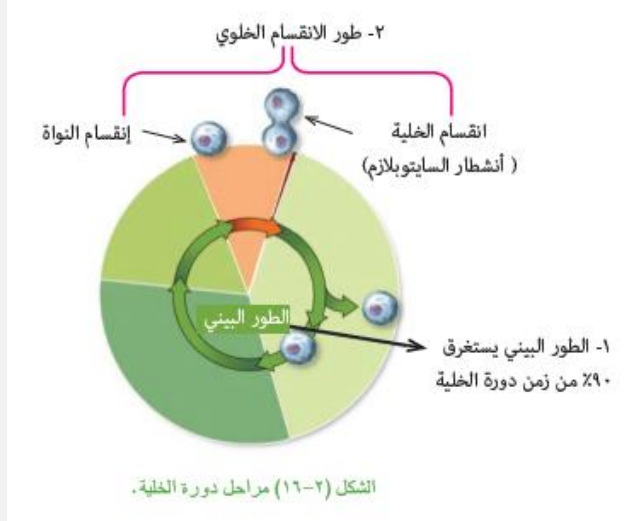 ٢- طور الانقسام الخلوي
انقسام الخلية
( أنشطار السايتوبلازم)
إنقسام النواة
الطور البيني
١- الطور البيني يستغرق
٩٠٪ من زمن دورة الخلية
الشكل (٢-١٦) مراحل دورة الخلية.